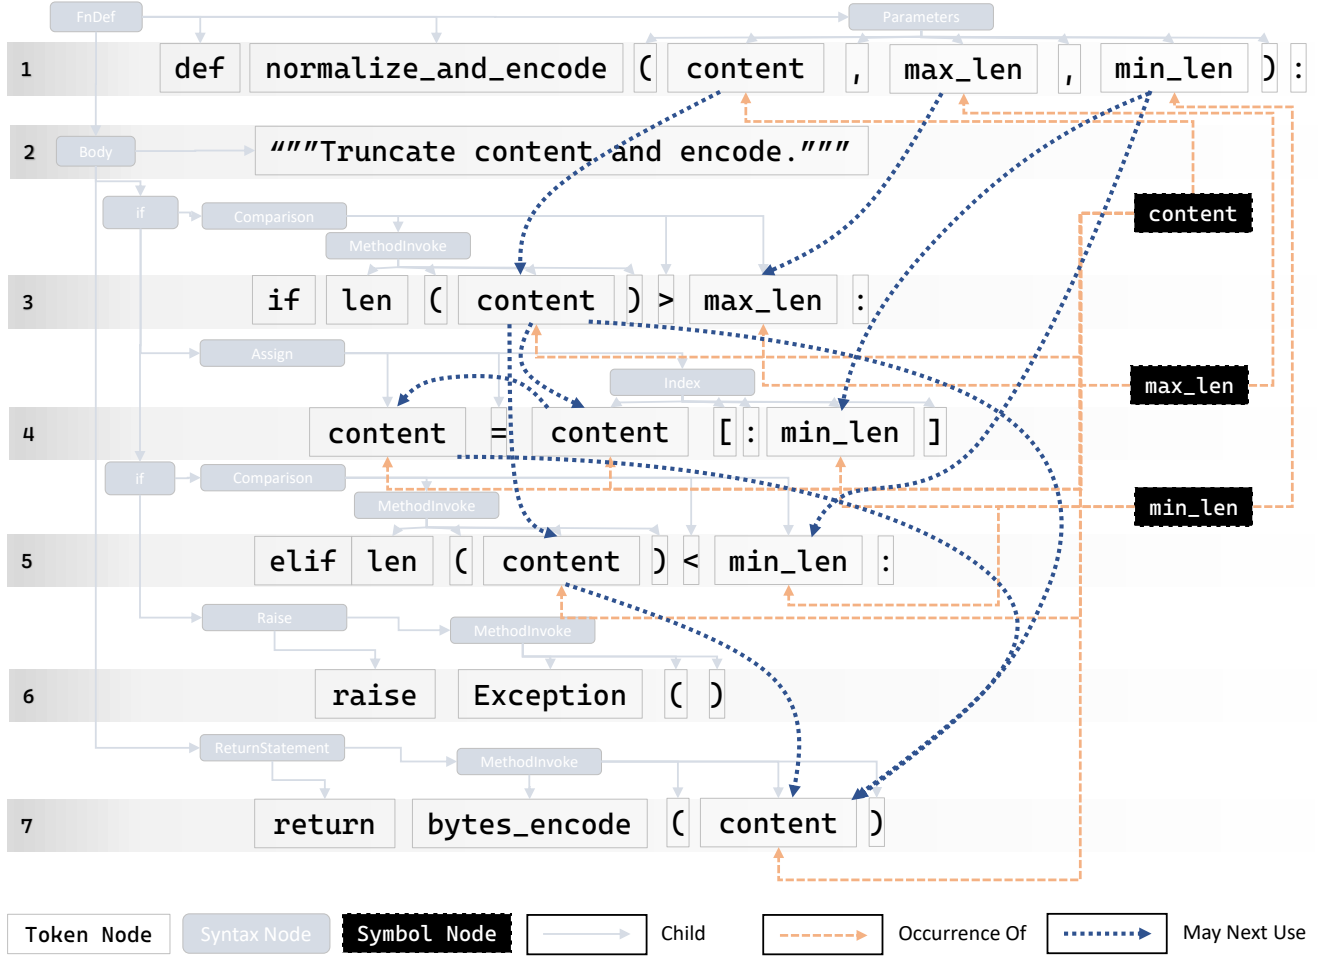 FnDef Parameters
1 def normalize_and_encode ( content , max_len , min_len ) :
2 Body “””Truncate content and encode.”””
if Comparison
MethodInvoke
3 if len ( content ) > max_len :
content
Assign
Index
max_len
4 content = content [ : min_len ]
if Comparison
MethodInvoke
min_len
5 elif len ( content ) < min_len :
Raise
MethodInvoke
6 raise Exception ( )
ReturnStatement
MethodInvoke
7 return bytes_encode ( content )
Token Node Syntax Node Symbol Node Child Occurrence Of May Next Use